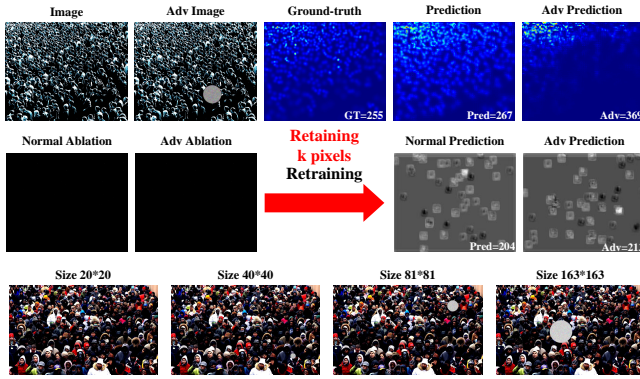 Image Adv Image Ground-truth Prediction Adv Prediction
GT=255 Pred=267 Adv=369
Normal Ablation Adv Ablation Retaining k pixels Retraining Normal Prediction Adv Prediction
Pred=204
Size 20*20 Size 40*40 Size 81*81 Size 163*163